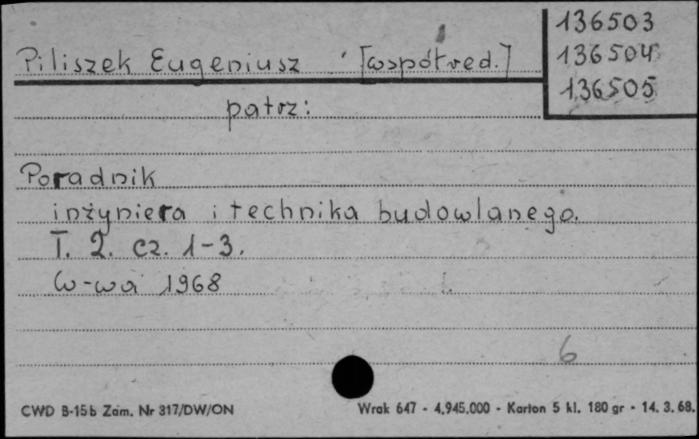 136503
Piliszek Eugeniusz [współred.] 136504
136505
patrz:
Poradnik
inżyniera i technika budowlanego.
T. 2. cz. 1-3.
W-wa 1968
6
CWD B-15b Zam. Nr 317/DW/ON Wrak 647 - 4.945.000 - Karton 5 kl. 180 gr - 14. 3. 68.